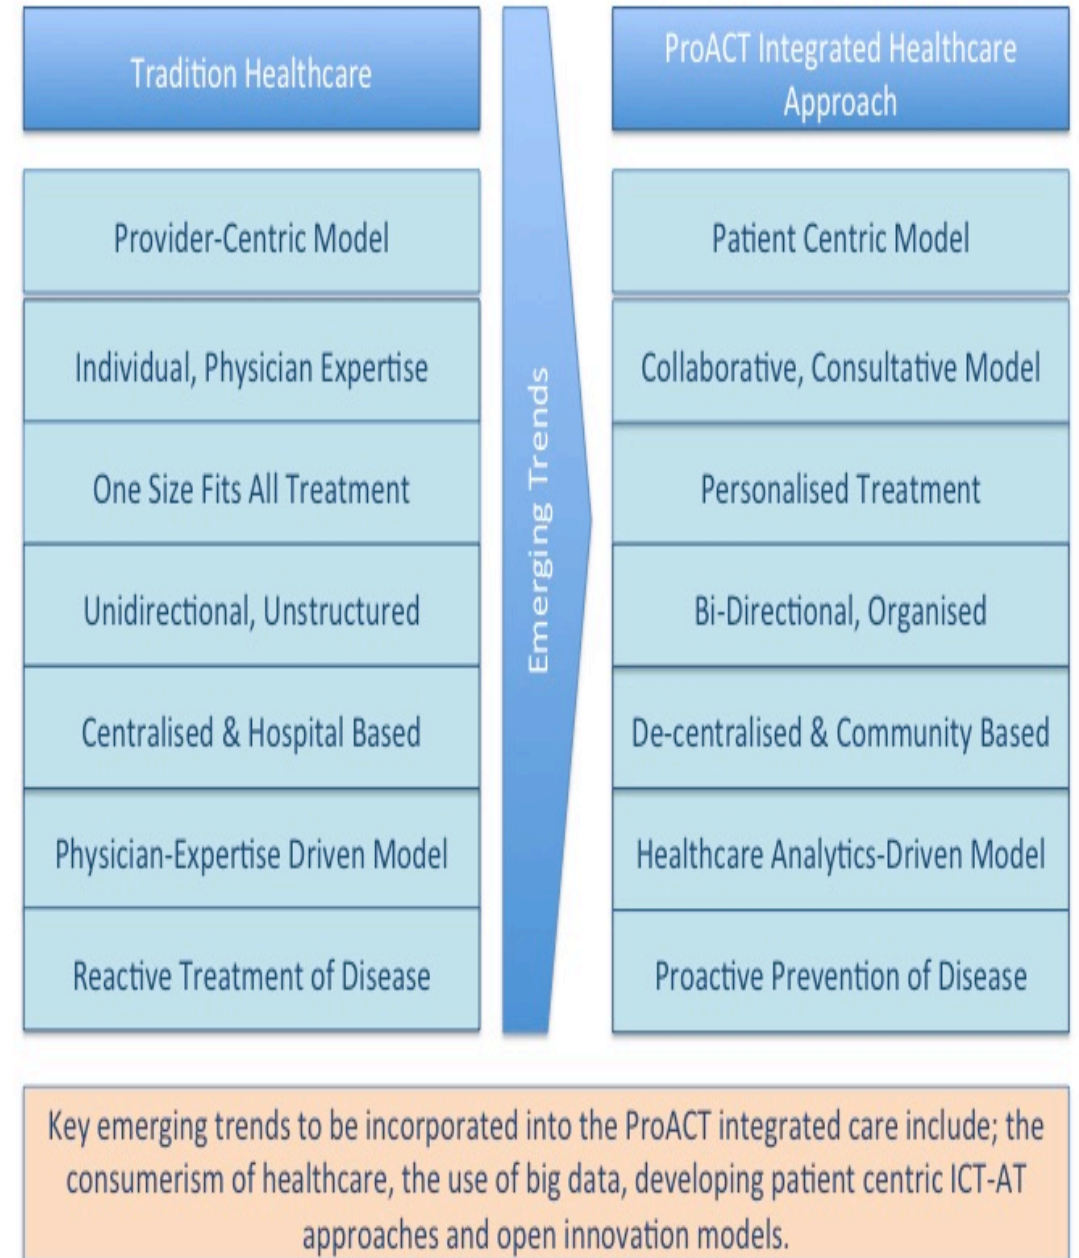 Tradition Healthcare
ProACT Integrated Healthcare
Approach
Provider-Centric Model
Patient Centric Model
Individual, Physician Expertise
Collaborative, Consultative Model
One Size Fits All Treatment
Personalised Treatment
Unidirectional, Unstructured
Bi-Directional, Organised
Centralised & Hospital Based
De-centralised & Community Based
Physician-Expertise Driven Model
Healthcare Analytics-Driven Model
Reactive Treatment of Disease
Proactive Prevention of Disease
Emerging Trends
Key emerging trends to be incorporated into the ProACT integrated care include; the
consumerism of healthcare, the use of big data, developing patient centric ICT-AT
approaches and open innovation models.